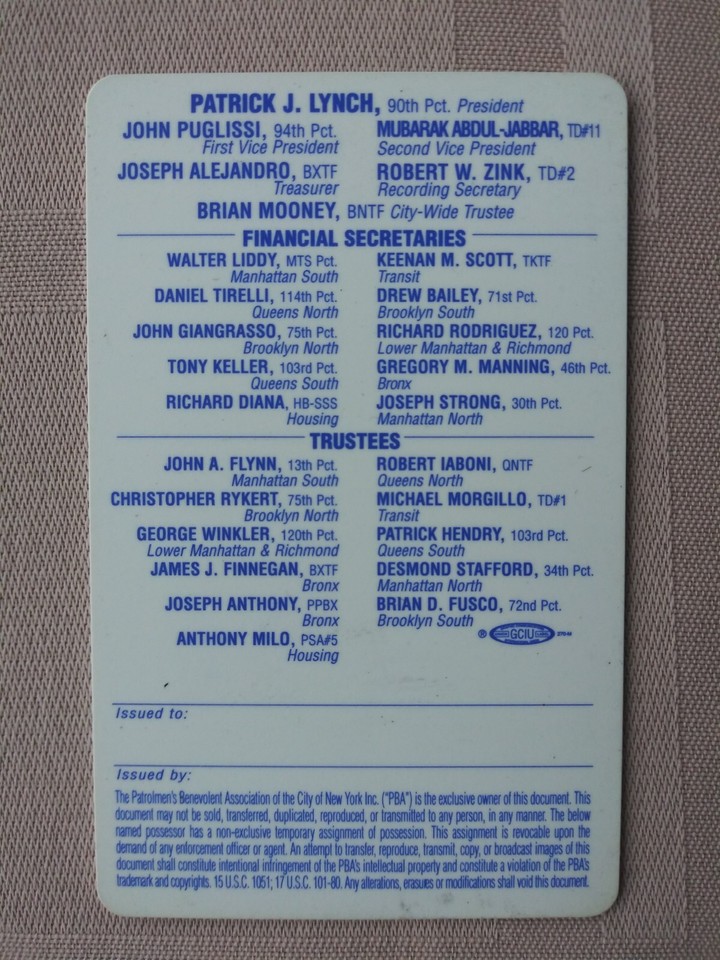 PATRICK J. LYNCH, 90th Pct. President
JOHN PUGLISSI, 94th Pct.
First Vice President
MUBARAK ABDUL-JABBAR, TD#11
Second Vice President
JOSEPH ALEJANDRO, BXTF
Treasurer
ROBERT W. ZINK, TD#2
Recording Secretary
BRIAN MOONEY, BNTF City-Wide Trustee
FINANCIAL SECRETARIES
WALTER LIDDY, MTS Pct.
Manhattan South
KEENAN M. SCOTT, TKTF
Transit
DANIEL TIRELLI, 114th Pct.
Queens North
DREW BAILEY, 71st Pct.
Brooklyn South
JOHN GIANGRASSO, 75th Pct.
Brooklyn North
RICHARD RODRIGUEZ, 120 Pct.
Lower Manhattan & Richmond
TONY KELLER, 103rd Pct.
Queens South
GREGORY M. MANNING, 46th Pct.
Bronx
RICHARD DIANA, HB-SSS
Housing
JOSEPH STRONG, 30th Pct.
Manhattan North
TRUSTEES
JOHN A. FLYNN, 13th Pct.
Manhattan South
ROBERT IABONI, QNTF
Queens North
CHRISTOPHER RYKERT, 75th Pct.
Brooklyn North
MICHAEL MORGILLO, TD#1
Transit
GEORGE WINKLER, 120th Pct.
Lower Manhattan & Richmond
PATRICK HENDRY, 103rd Pct.
Queens South
JAMES J. FINNEGAN, BXTF
Bronx
DESMOND STAFFORD, 34th Pct.
Manhattan North
JOSEPH ANTHONY, PPBX
Bronx
BRIAN D. FUSCO, 72nd Pct.
Brooklyn South
ANTHONY MILO, PSA#5
Housing
® GCIU
Issued to:
Issued by:
The Patrolmen's Benevolent Association of the City of New York Inc. ("PBA") is the exclusive owner of this document. This
document may not be sold, transferred, duplicated, reproduced, or transmitted to any person, in any manner. The below
named possessor has a non-exclusive temporary assignment of possession. This assignment is revocable upon the
demand of any enforcement officer or agent. An attempt to transfer, reproduce, transmit, copy, or broadcast images of this
document shall constitute intentional infringement of the PBA's intellectual property and constitute a violation of the PBA's
trademark and copyrights. 15 U.S.C. 1051; 17 U.S.C. 101-80. Any alterations, erasures or modifications shall void this document.